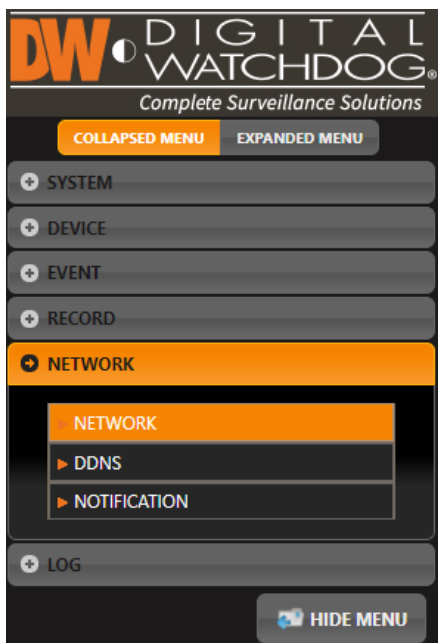 DW DIGITAL
WATCHDOG®
Complete Surveillance Solutions
COLLAPSED MENU EXPANDED MENU
SYSTEM
DEVICE
EVENT
RECORD
NETWORK
NETWORK
DDNS
NOTIFICATION
LOG
HIDE MENU